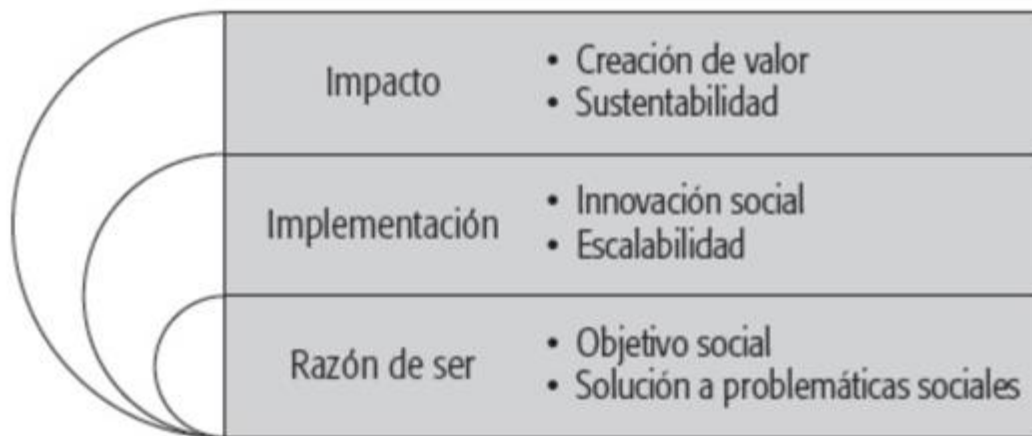 Impacto
• Creación de valor
• Sustentabilidad
Implementación
• Innovación social
• Escalabilidad
Razón de ser
• Objetivo social
• Solución a problemáticas sociales